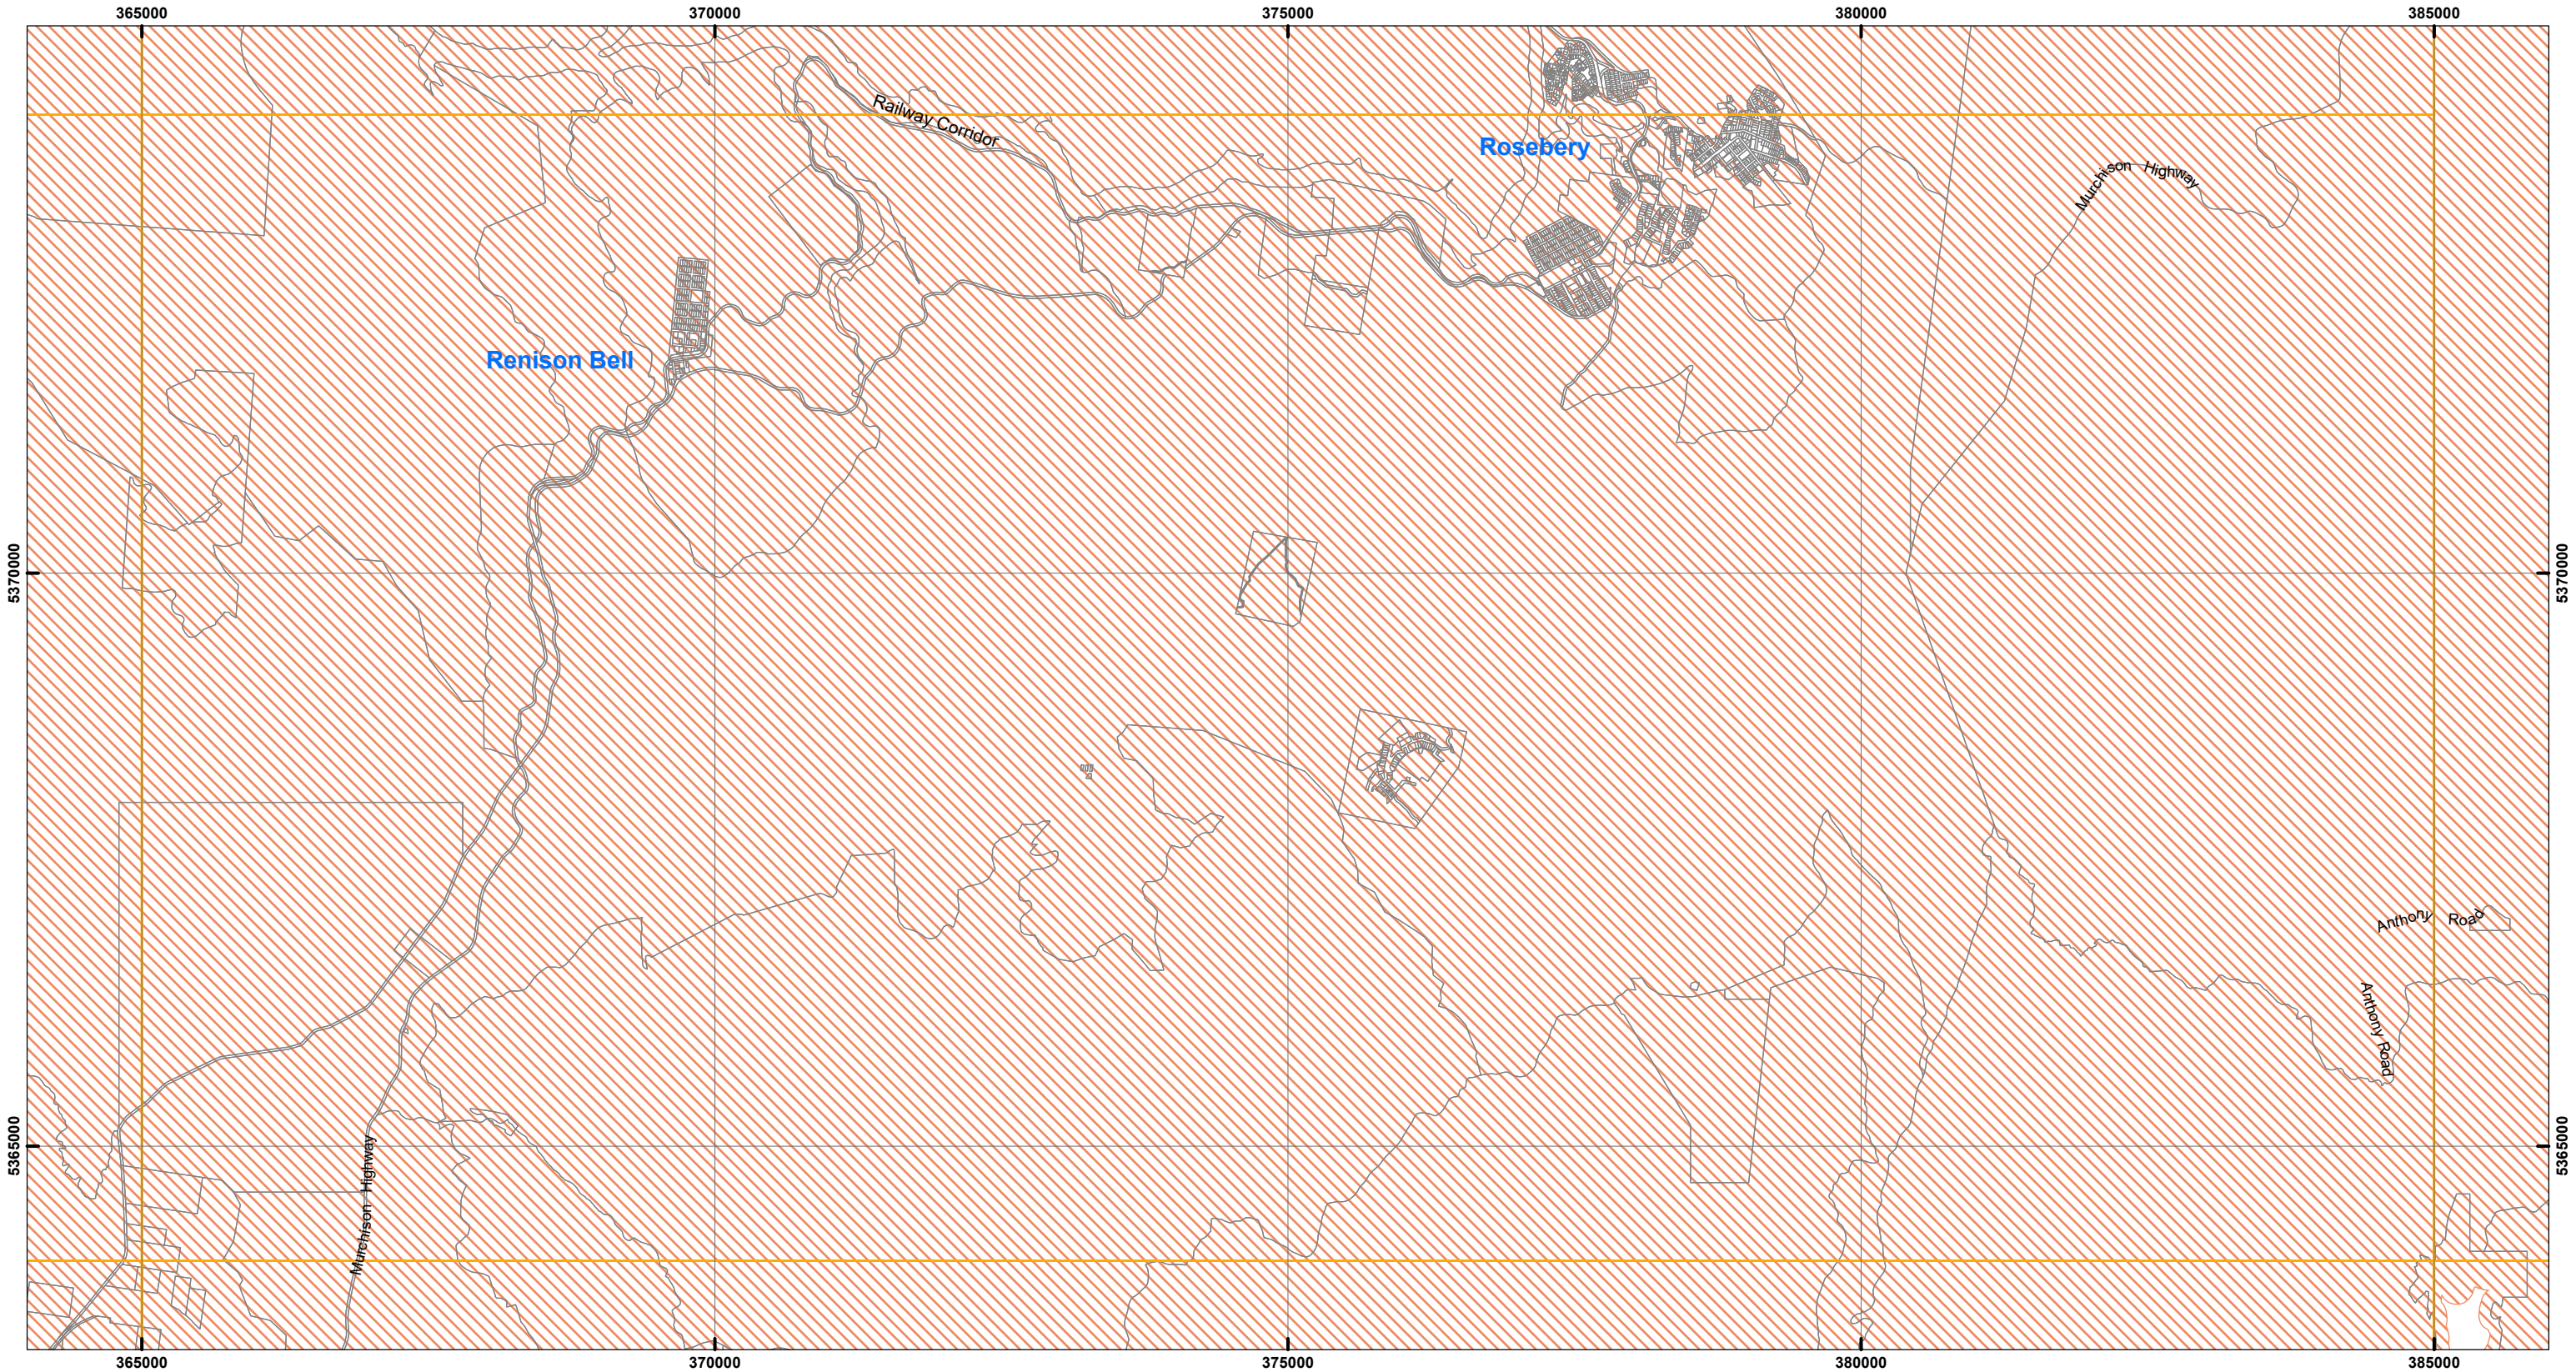 365000 370000 375000 380000 385000
Railway Corridor
Rosebery
Murchison Highway
Renison Bell
5370000 5370000
Anthony Road
Anthony Road
5365000 5365000
Murchison Highway
365000 370000 375000 380000 385000